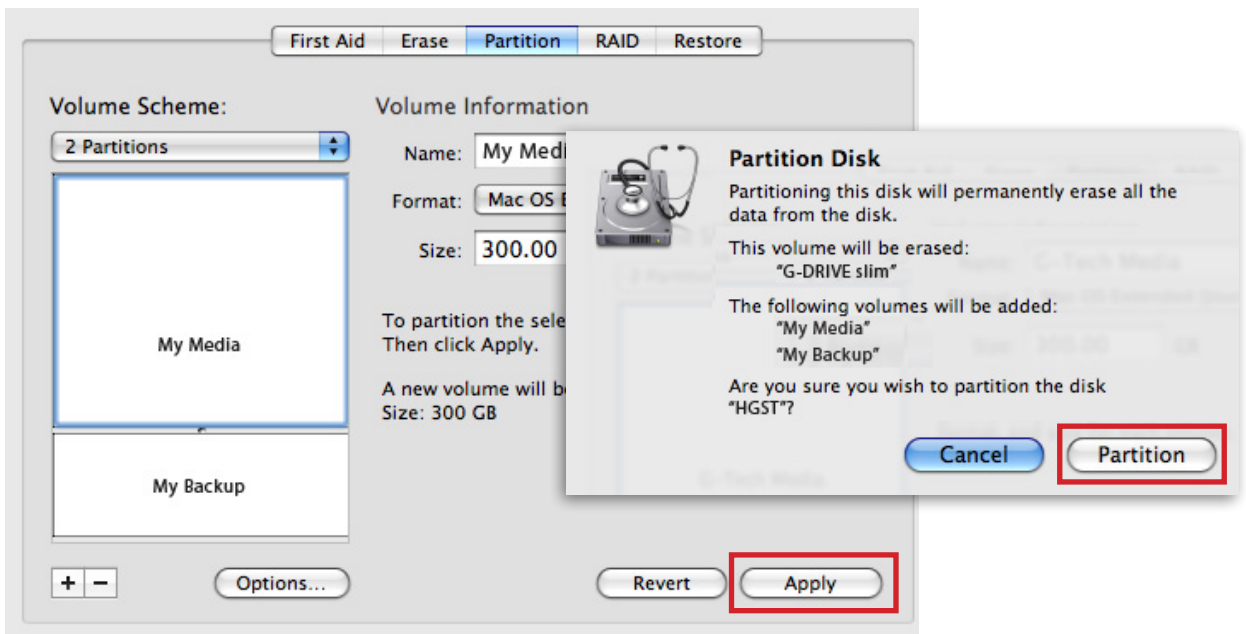 First Aid Erase Partition RAID Restore
Volume Scheme:
2 Partitions
My Media
My Backup
+ −
Options...
Volume Information
Name: My Medi
Format: Mac OS E
Size: 300.00
To partition the sele
Then click Apply.
A new volume will b
Size: 300 GB
Revert Apply
Partition Disk
Partitioning this disk will permanently erase all the
data from the disk.
This volume will be erased:
“G-DRIVE slim”
The following volumes will be added:
“My Media”
“My Backup”
Are you sure you wish to partition the disk
“HGST”?
Cancel Partition